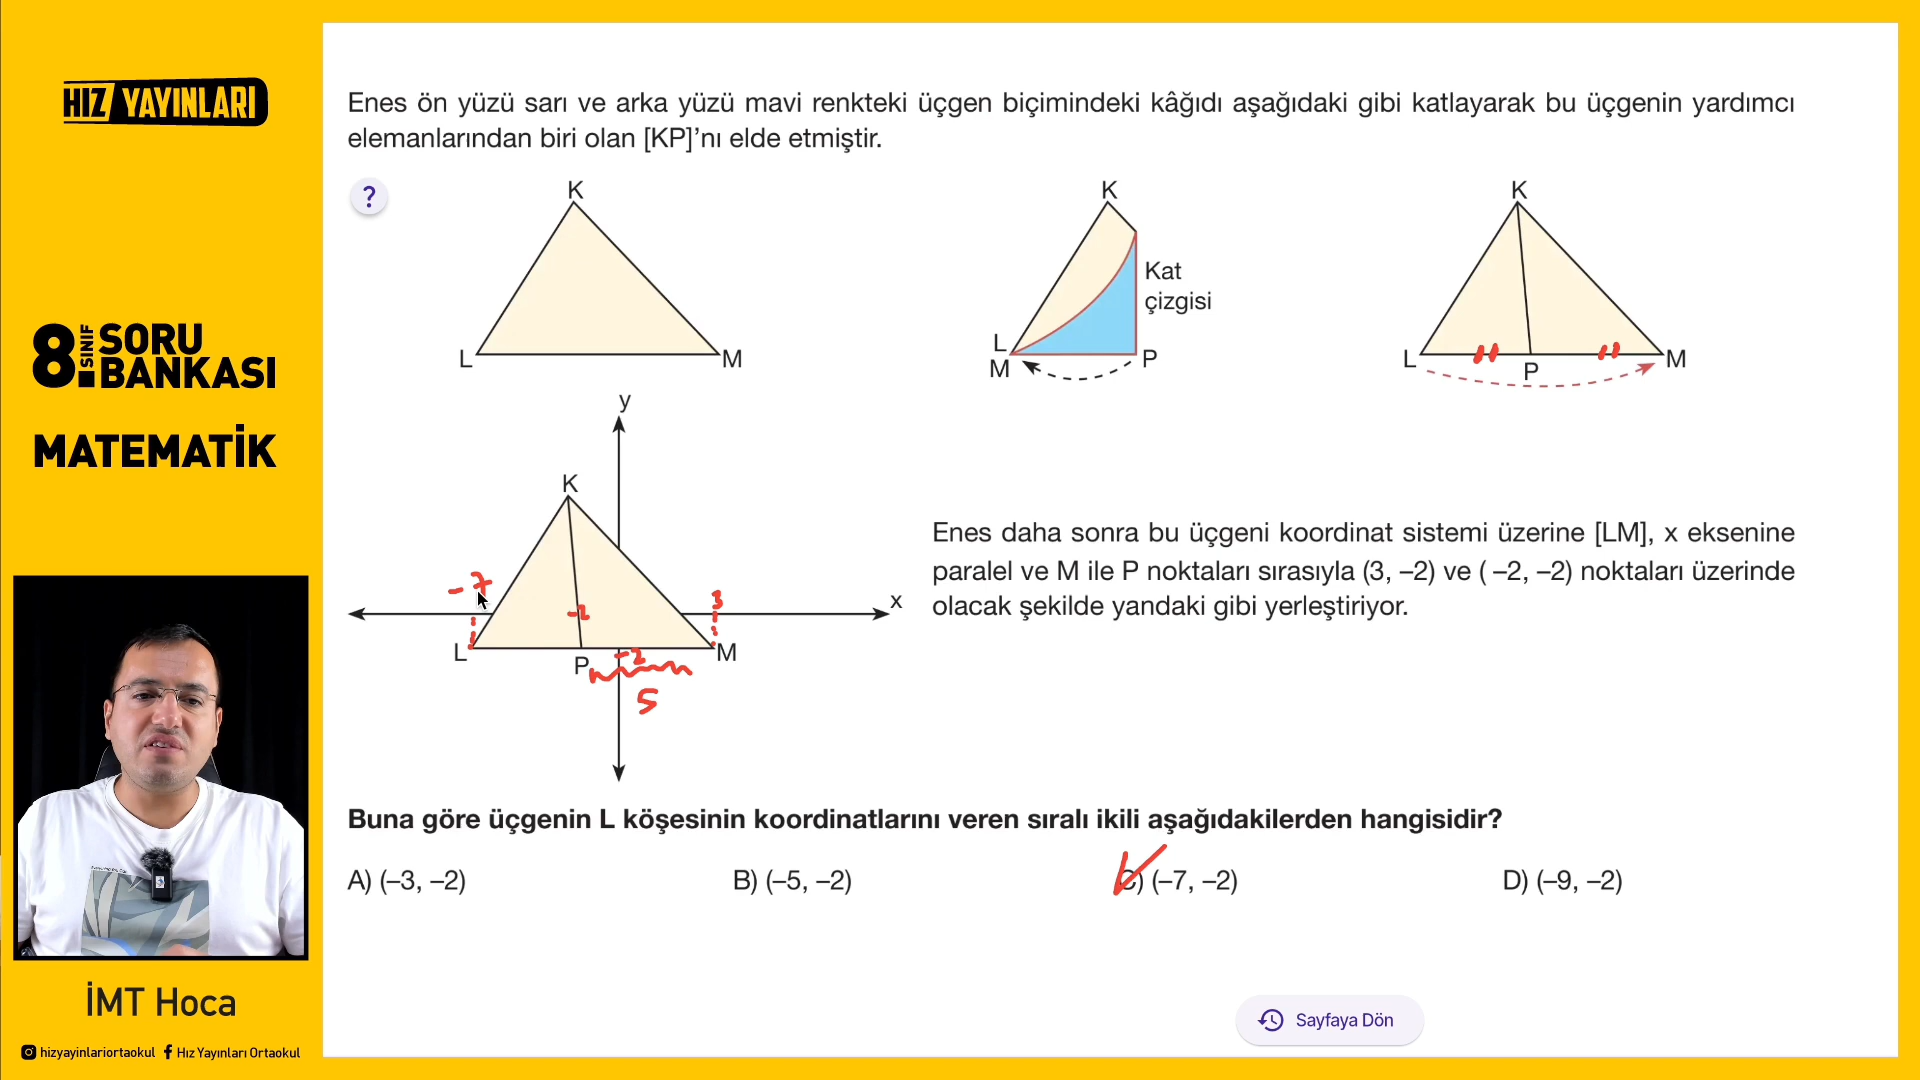 HIZ YAYINLARI
8. SINIF SORU BANKASI
MATEMATİK
Enes ön yüzü sarı ve arka yüzü mavi renkteki üçgen biçimindeki kâğıdı aşağıdaki gibi katlayarak bu üçgenin yardımcı
elemanlarından biri olan [KP]'nı elde etmiştir.
?
K
L
M
K
Kat
çizgisi
L
M
P
K
L
P
M
y
K
-7
-2
3
x
L
P
-2
M
5
Enes daha sonra bu üçgeni koordinat sistemi üzerine [LM], x eksenine
paralel ve M ile P noktaları sırasıyla (3, –2) ve ( –2, –2) noktaları üzerinde
olacak şekilde yandaki gibi yerleştiriyor.
Buna göre üçgenin L köşesinin koordinatlarını veren sıralı ikili aşağıdakilerden hangisidir?
A) (–3, –2)
B) (–5, –2)
C) (–7, –2)
D) (–9, –2)
İMT Hoca
hizyayinlariortaokul Hız Yayınları Ortaokul
Sayfaya Dön